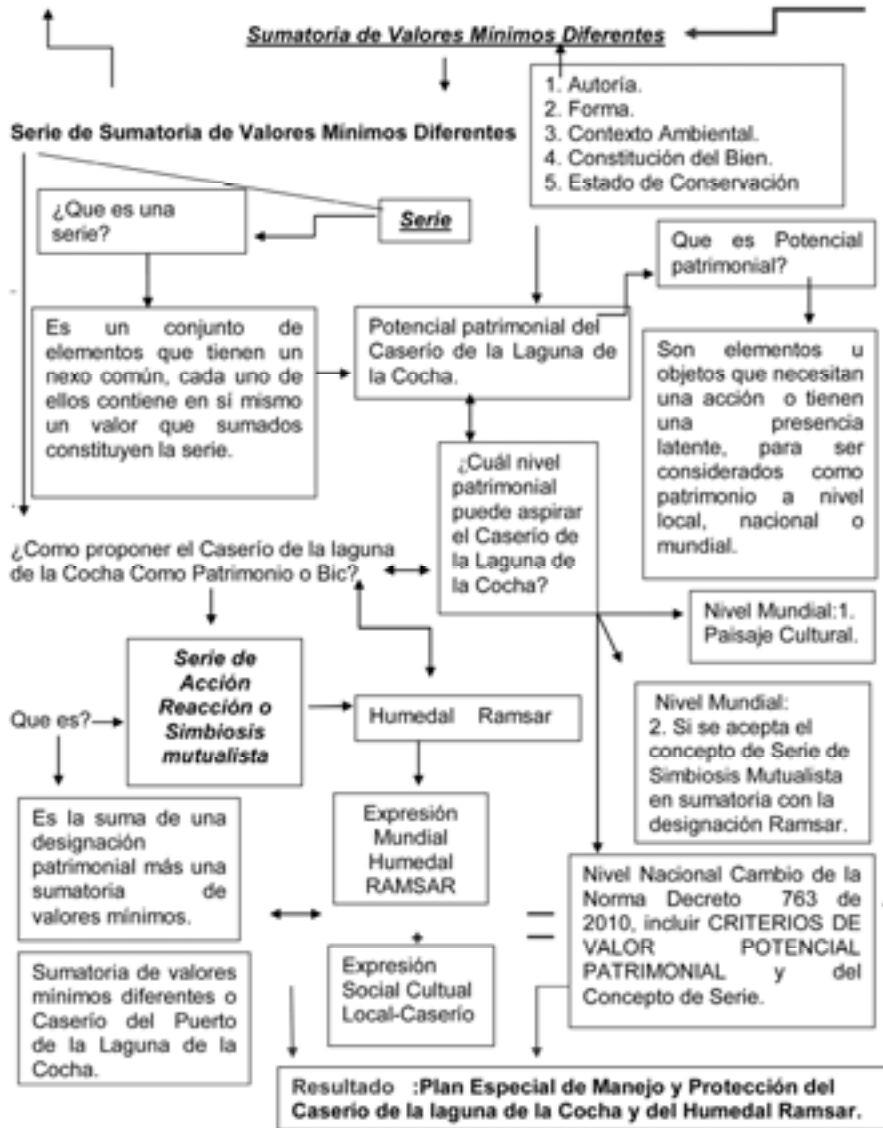 Sumatoria de Valores Mínimos Diferentes
1. Autoría.
2. Forma.
3. Contexto Ambiental.
4. Constitución del Bien.
5. Estado de Conservación
Serie de Sumatoria de Valores Mínimos Diferentes
¿Que es una
serie?
Serie
Que es Potencial
patrimonial?
Es un conjunto de
elementos que tienen un
nexo común, cada uno de
ellos contiene en sí mismo
un valor que sumados
constituyen la serie.
Potencial patrimonial del
Caserío de la Laguna de
la Cocha.
Son elementos u
objetos que necesitan
una acción o tienen
una presencia
latente, para ser
considerados como
patrimonio a nivel
local, nacional o
mundial.
¿Cuál nivel
patrimonial
puede aspirar
el Caserío de
la Laguna de
la Cocha?
¿Como proponer el Caserío de la laguna
de la Cocha Como Patrimonio o Bic?
Nivel Mundial:1.
Paisaje Cultural.
Serie de
Acción
Reacción o
Simbiosis
mutualista
Que es?
Humedal Ramsar
Nivel Mundial:
2. Si se acepta el
concepto de Serie de
Simbiosis Mutualista
en sumatoria con la
designación Ramsar.
Es la suma de una
designación
patrimonial más una
sumatoria de
valores mínimos.
Expresión
Mundial
Humedal
RAMSAR
+
=
Nivel Nacional Cambio de la
Norma Decreto 763 de
2010, incluir CRITERIOS DE
VALOR POTENCIAL
PATRIMONIAL y del
Concepto de Serie.
Sumatoria de valores
mínimos diferentes o
Caserío del Puerto
de la Laguna de la
Cocha.
Expresión
Social Cultural
Local-Caserío
Resultado :Plan Especial de Manejo y Protección del
Caserío de la laguna de la Cocha y del Humedal Ramsar.